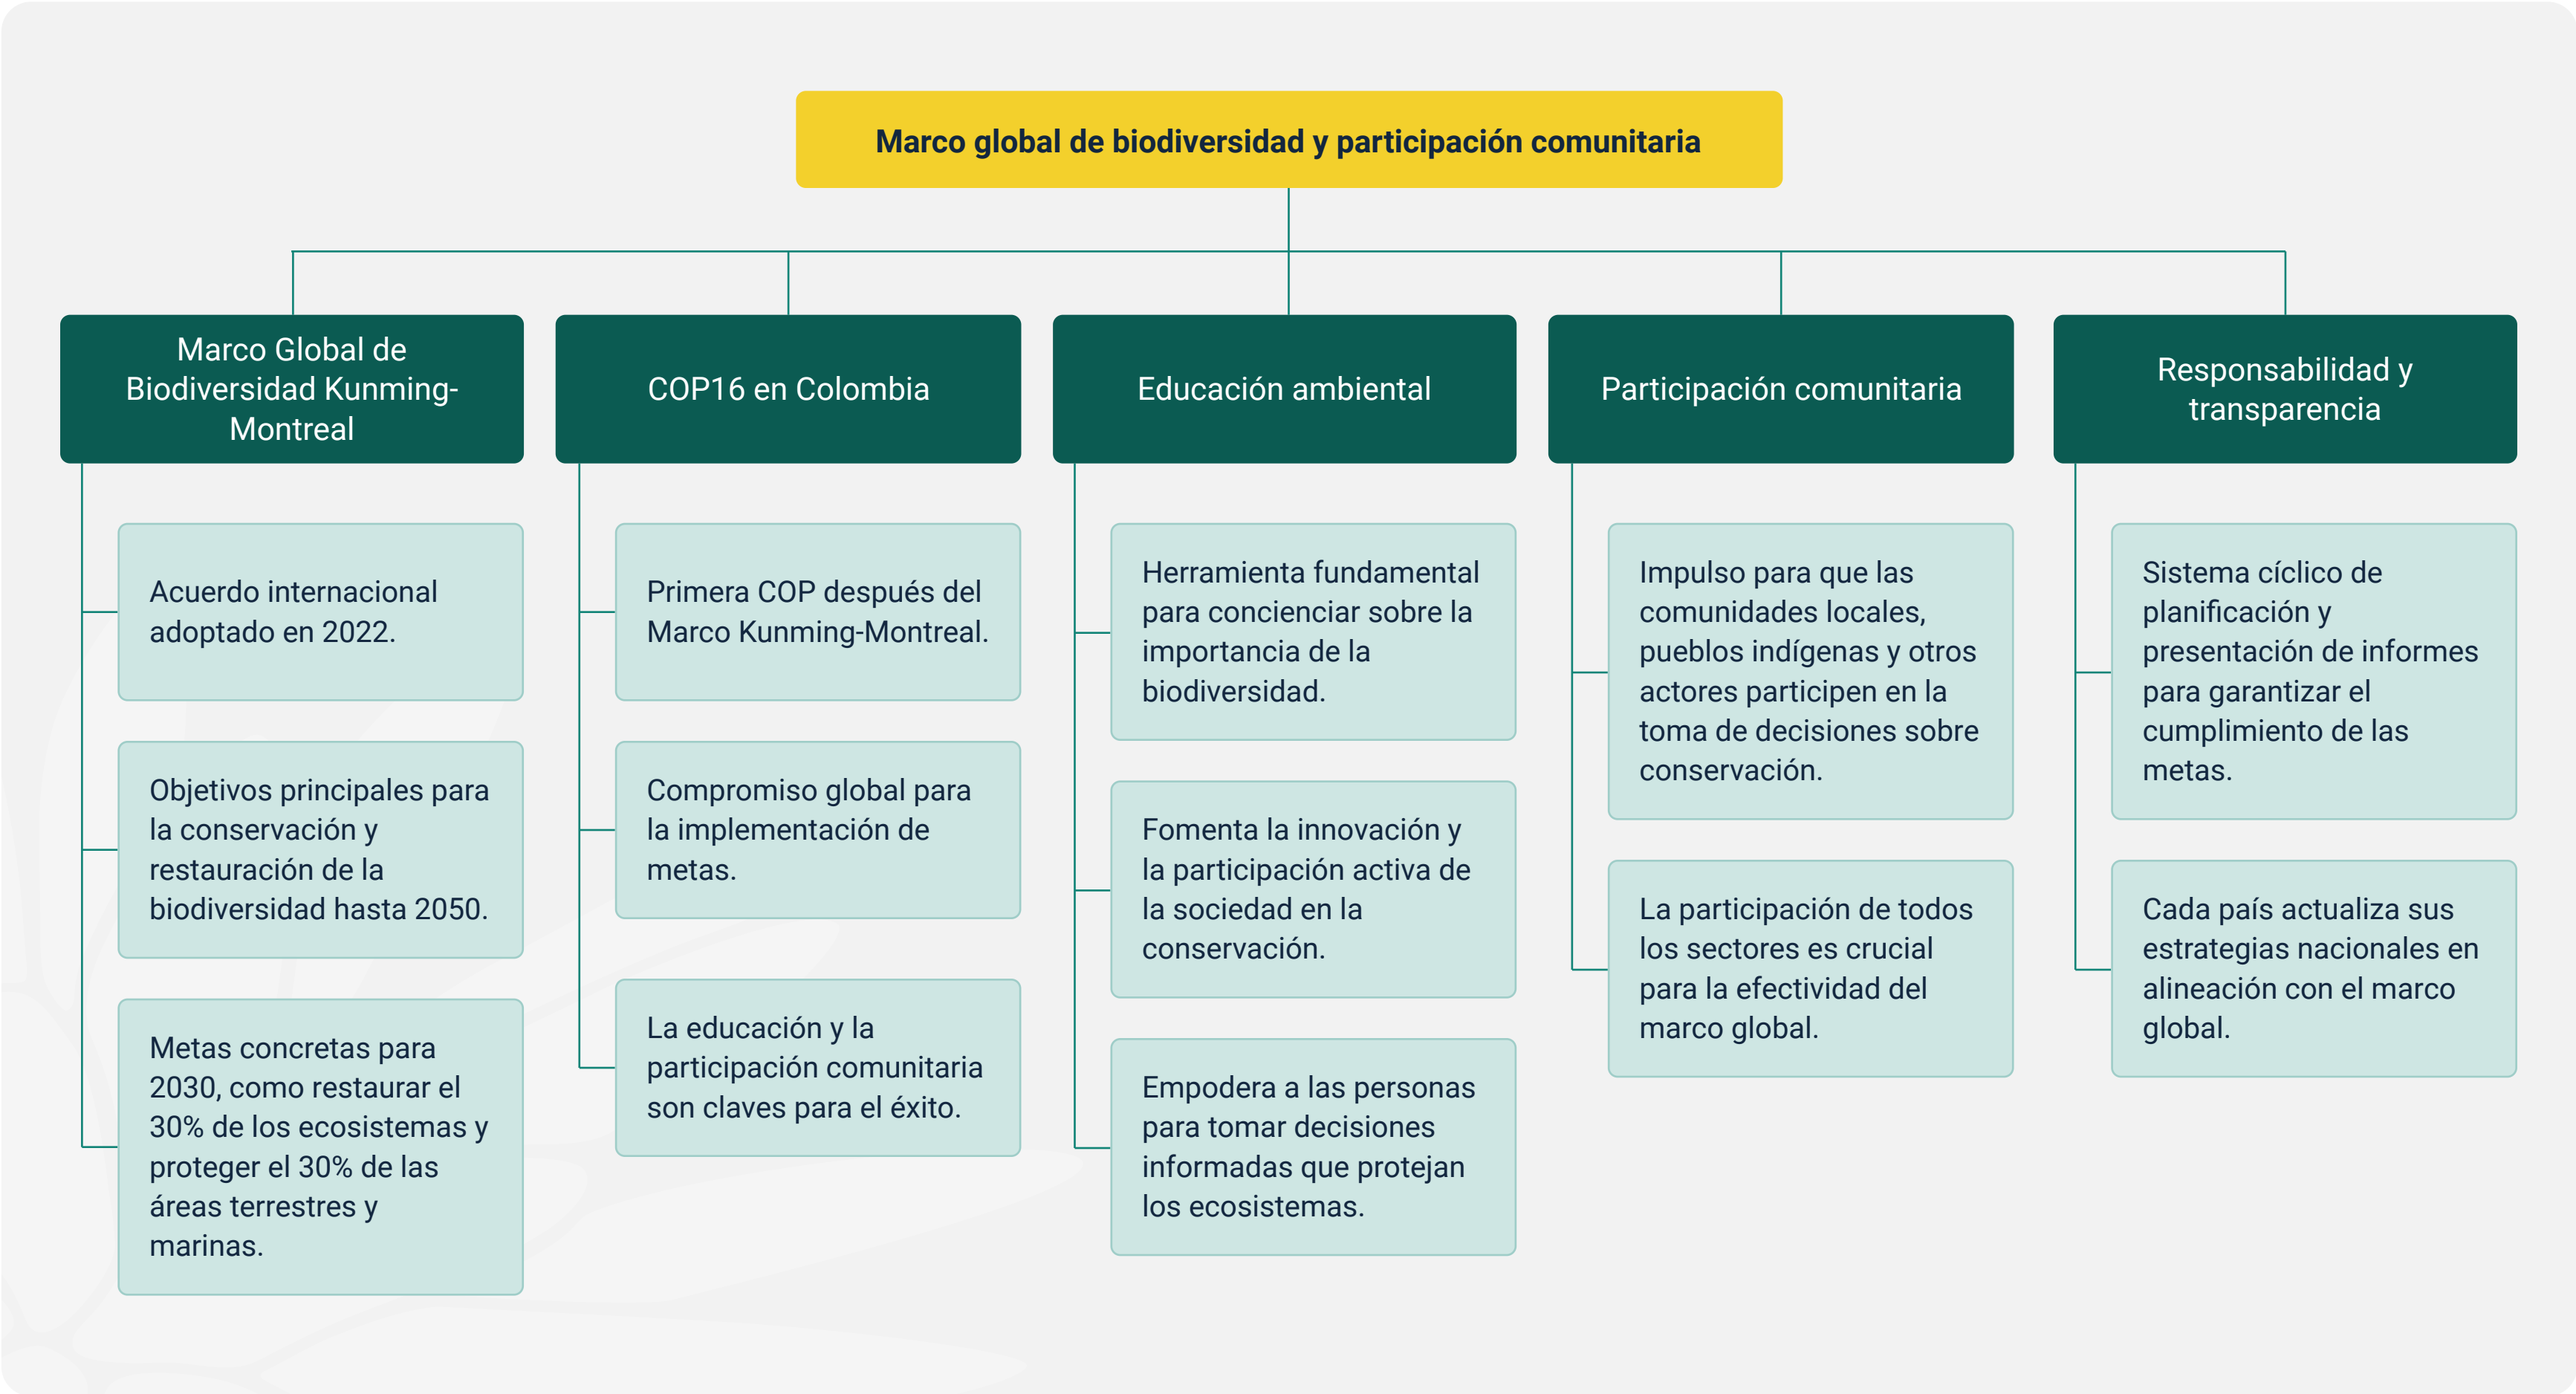 Marco global de biodiversidad y participación comunitaria
Marco Global de
Biodiversidad Kunming-
Montreal
Acuerdo internacional
adoptado en 2022.
Objetivos principales para
la conservación y
restauración de la
biodiversidad hasta 2050.
Metas concretas para
2030, como restaurar el
30% de los ecosistemas y
proteger el 30% de las
áreas terrestres y
marinas.
COP16 en Colombia
Primera COP después del
Marco Kunming-Montreal.
Compromiso global para
la implementación de
metas.
La educación y la
participación comunitaria
son claves para el éxito.
Educación ambiental
Herramienta fundamental
para concienciar sobre la
importancia de la
biodiversidad.
Fomenta la innovación y
la participación activa de
la sociedad en la
conservación.
Empodera a las personas
para tomar decisiones
informadas que protejan
los ecosistemas.
Participación comunitaria
Impulso para que las
comunidades locales,
pueblos indígenas y otros
actores participen en la
toma de decisiones sobre
conservación.
La participación de todos
los sectores es crucial
para la efectividad del
marco global.
Responsabilidad y
transparencia
Sistema cíclico de
planificación y
presentación de informes
para garantizar el
cumplimiento de las
metas.
Cada país actualiza sus
estrategias nacionales en
alineación con el marco
global.